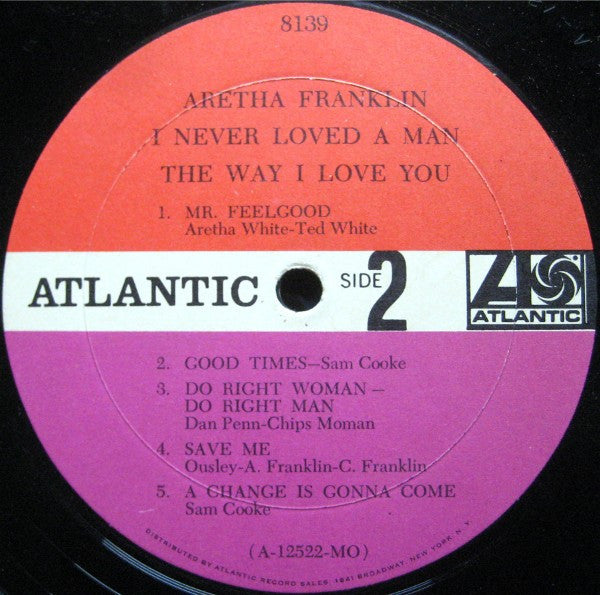 8139
ARETHA FRANKLIN
I NEVER LOVED A MAN
THE WAY I LOVE YOU
1. MR. FEELGOOD
Aretha White-Ted White
ATLANTIC
SIDE 2
ATLANTIC
2. GOOD TIMES—Sam Cooke
3. DO RIGHT WOMAN—
DO RIGHT MAN
Dan Penn-Chips Moman
4. SAVE ME
Ousley-A. Franklin-C. Franklin
5. A CHANGE IS GONNA COME
Sam Cooke
(A-12522-MO)
DISTRIBUTED BY ATLANTIC RECORD SALES, 1841 BROADWAY, NEW YORK, N.Y.